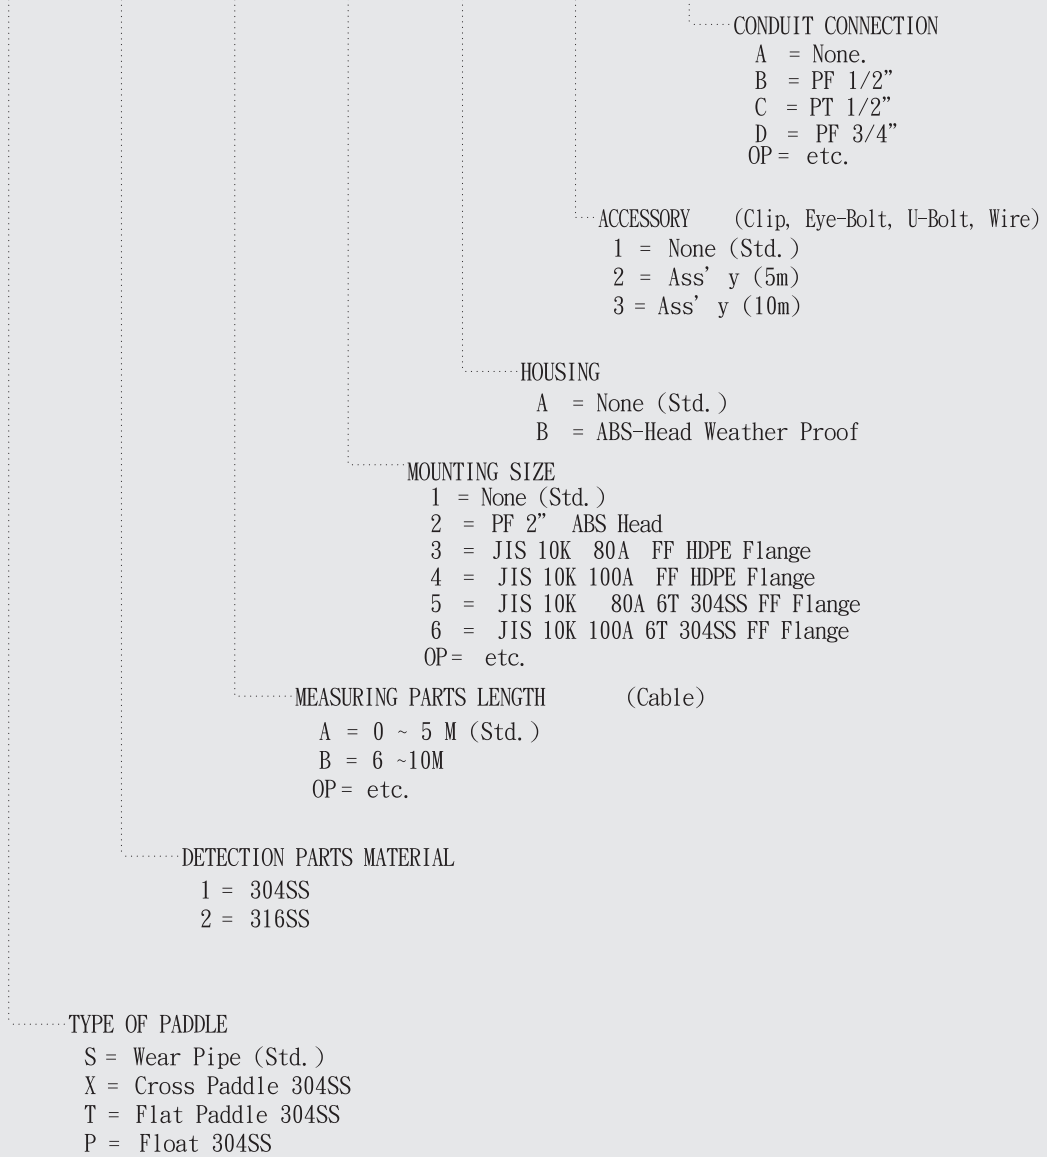 CONDUIT CONNECTION
A = None.
B = PF 1/2”
C = PT 1/2”
D = PF 3/4”
OP = etc.
ACCESSORY (Clip, Eye-Bolt, U-Bolt, Wire)
1 = None (Std.)
2 = Ass’ y (5m)
3 = Ass’ y (10m)
HOUSING
A = None (Std.)
B = ABS-Head Weather Proof
MOUNTING SIZE
1 = None (Std.)
2 = PF 2” ABS Head
3 = JIS 10K 80A FF HDPE Flange
4 = JIS 10K 100A FF HDPE Flange
5 = JIS 10K 80A 6T 304SS FF Flange
6 = JIS 10K 100A 6T 304SS FF Flange
OP = etc.
MEASURING PARTS LENGTH (Cable)
A = 0 ~ 5 M (Std.)
B = 6 ~10M
OP = etc.
DETECTION PARTS MATERIAL
1 = 304SS
2 = 316SS
TYPE OF PADDLE
S = Wear Pipe (Std.)
X = Cross Paddle 304SS
T = Flat Paddle 304SS
P = Float 304SS